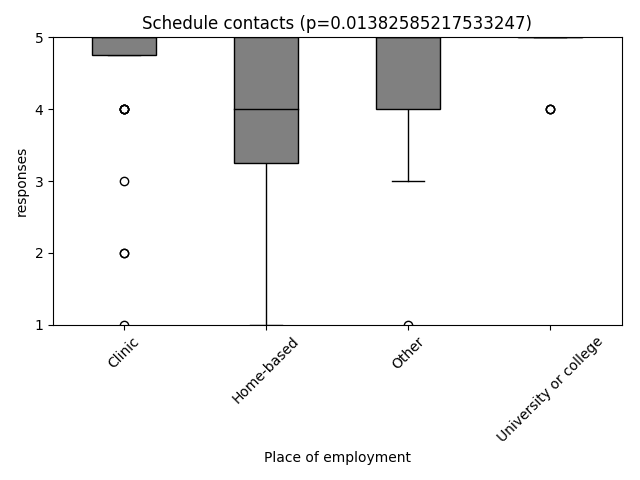 Schedule contacts (p=0.01382585217533247)
responses
5
4
3
2
1
Clinic
Home-based
Other
University or college
Place of employment